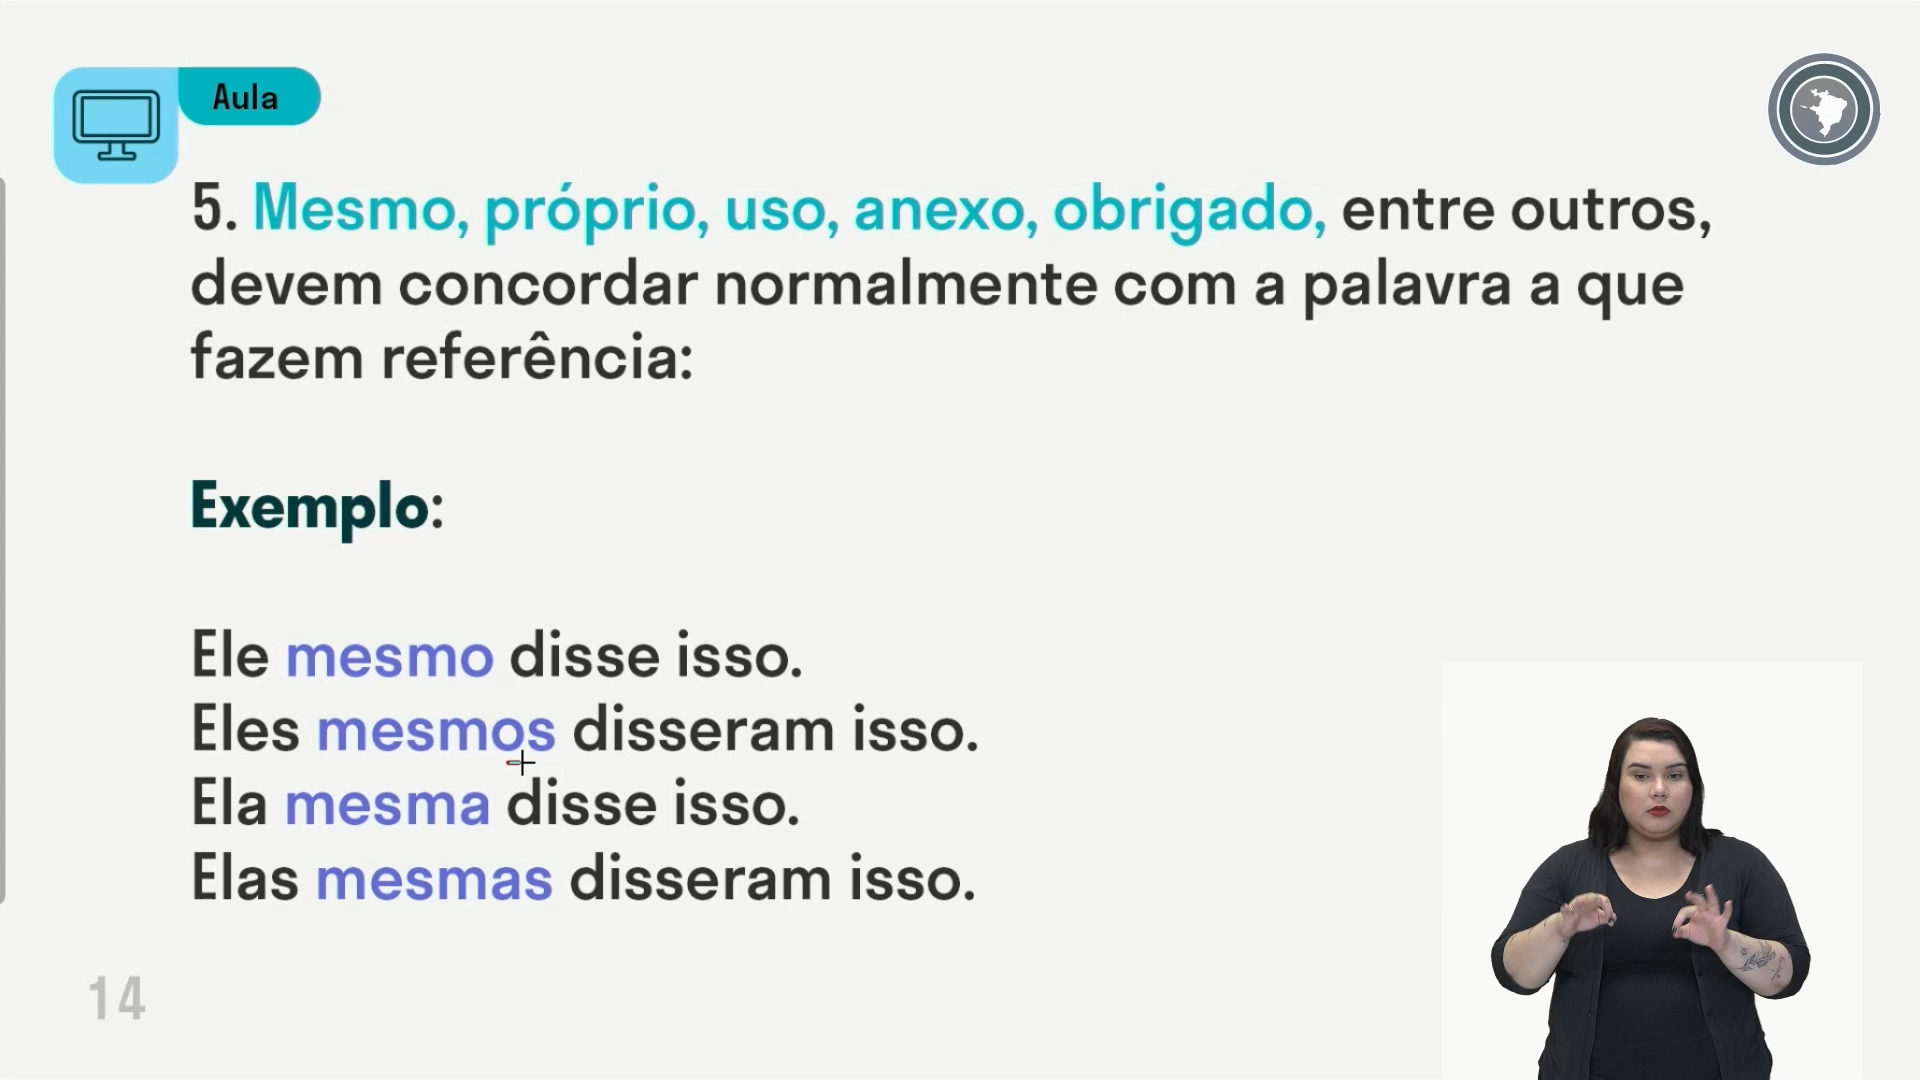 Aula
5. Mesmo, próprio, uso, anexo, obrigado, entre outros,
devem concordar normalmente com a palavra a que
fazem referência:
Exemplo:
Ele mesmo disse isso.
Eles mesmos disseram isso.
Ela mesma disse isso.
Elas mesmas disseram isso.
14